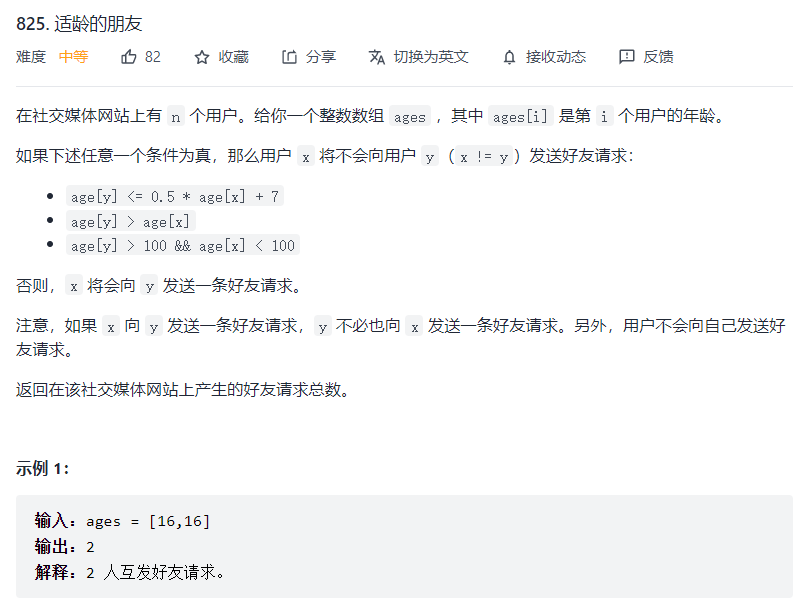 825. 适龄的朋友
难度 中等 82 收藏 分享 切换为英文 接收动态 反馈
在社交媒体网站上有 n 个用户。给你一个整数数组 ages ，其中 ages[i] 是第 i 个用户的年龄。
如果下述任意一个条件为真，那么用户 x 将不会向用户 y（x != y）发送好友请求：
age[y] <= 0.5 * age[x] + 7
age[y] > age[x]
age[y] > 100 && age[x] < 100
否则，x 将会向 y 发送一条好友请求。
注意，如果 x 向 y 发送一条好友请求，y 不必也向 x 发送一条好友请求。另外，用户不会向自己发送好
友请求。
返回在该社交媒体网站上产生的好友请求总数。
示例 1：
输入：ages = [16,16]
输出：2
解释：2 人互发好友请求。